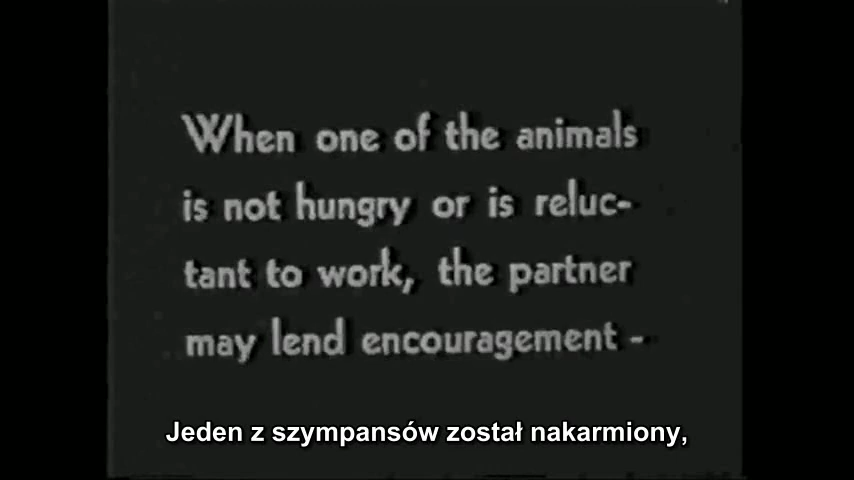 When one of the animals
is not hungry or is reluc-
tant to work, the partner
may lend encouragement -
Jeden z szympansów został nakarmiony,